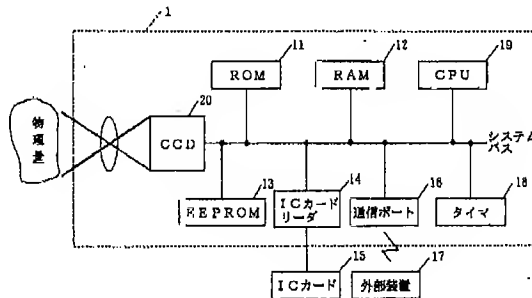 1
11
12
19
ROM
RAM
CPU
20
物理量
CCD
システム
バス
13
14
16
18
EEPROM
ICカード
リーダ
通信ポート
タイマ
15
17
ICカード
外部装置